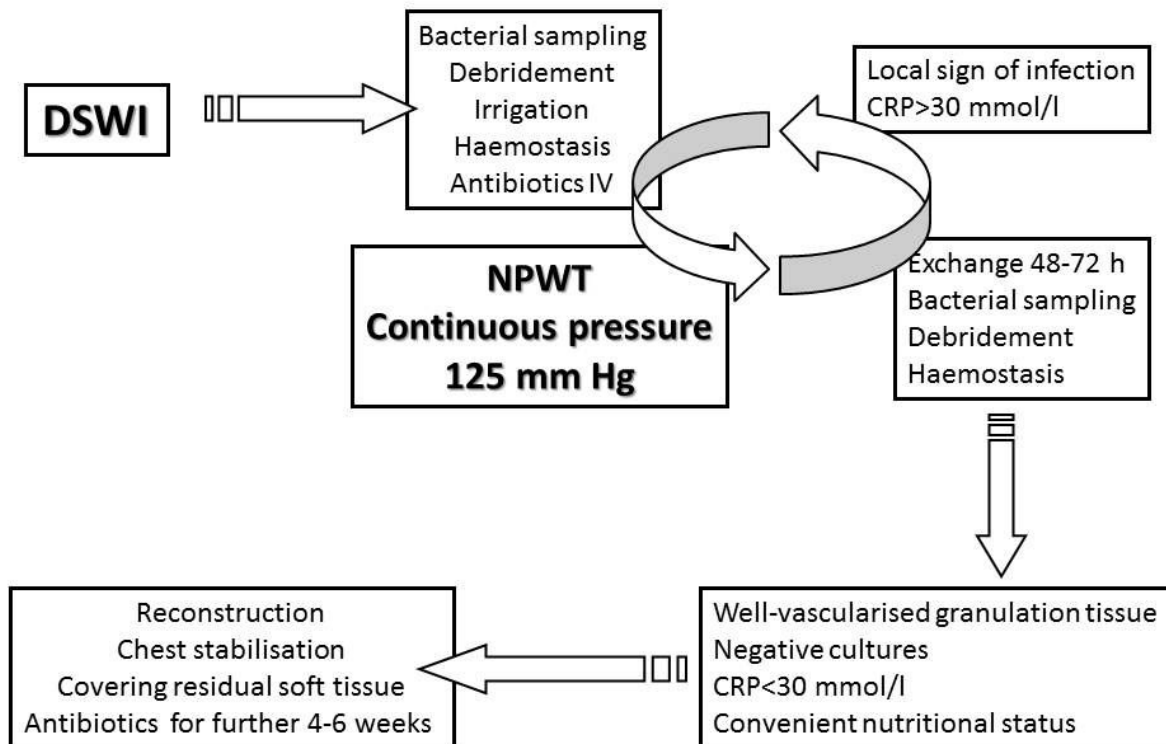 DSWI
Bacterial sampling
Debridement
Irrigation
Haemostasis
Antibiotics IV
NPWT
Continuous pressure
125 mm Hg
Local sign of infection
CRP>30 mmol/l
Exchange 48-72 h
Bacterial sampling
Debridement
Haemostasis
Well-vascularised granulation tissue
Negative cultures
CRP<30 mmol/l
Convenient nutritional status
Reconstruction
Chest stabilisation
Covering residual soft tissue
Antibiotics for further 4-6 weeks